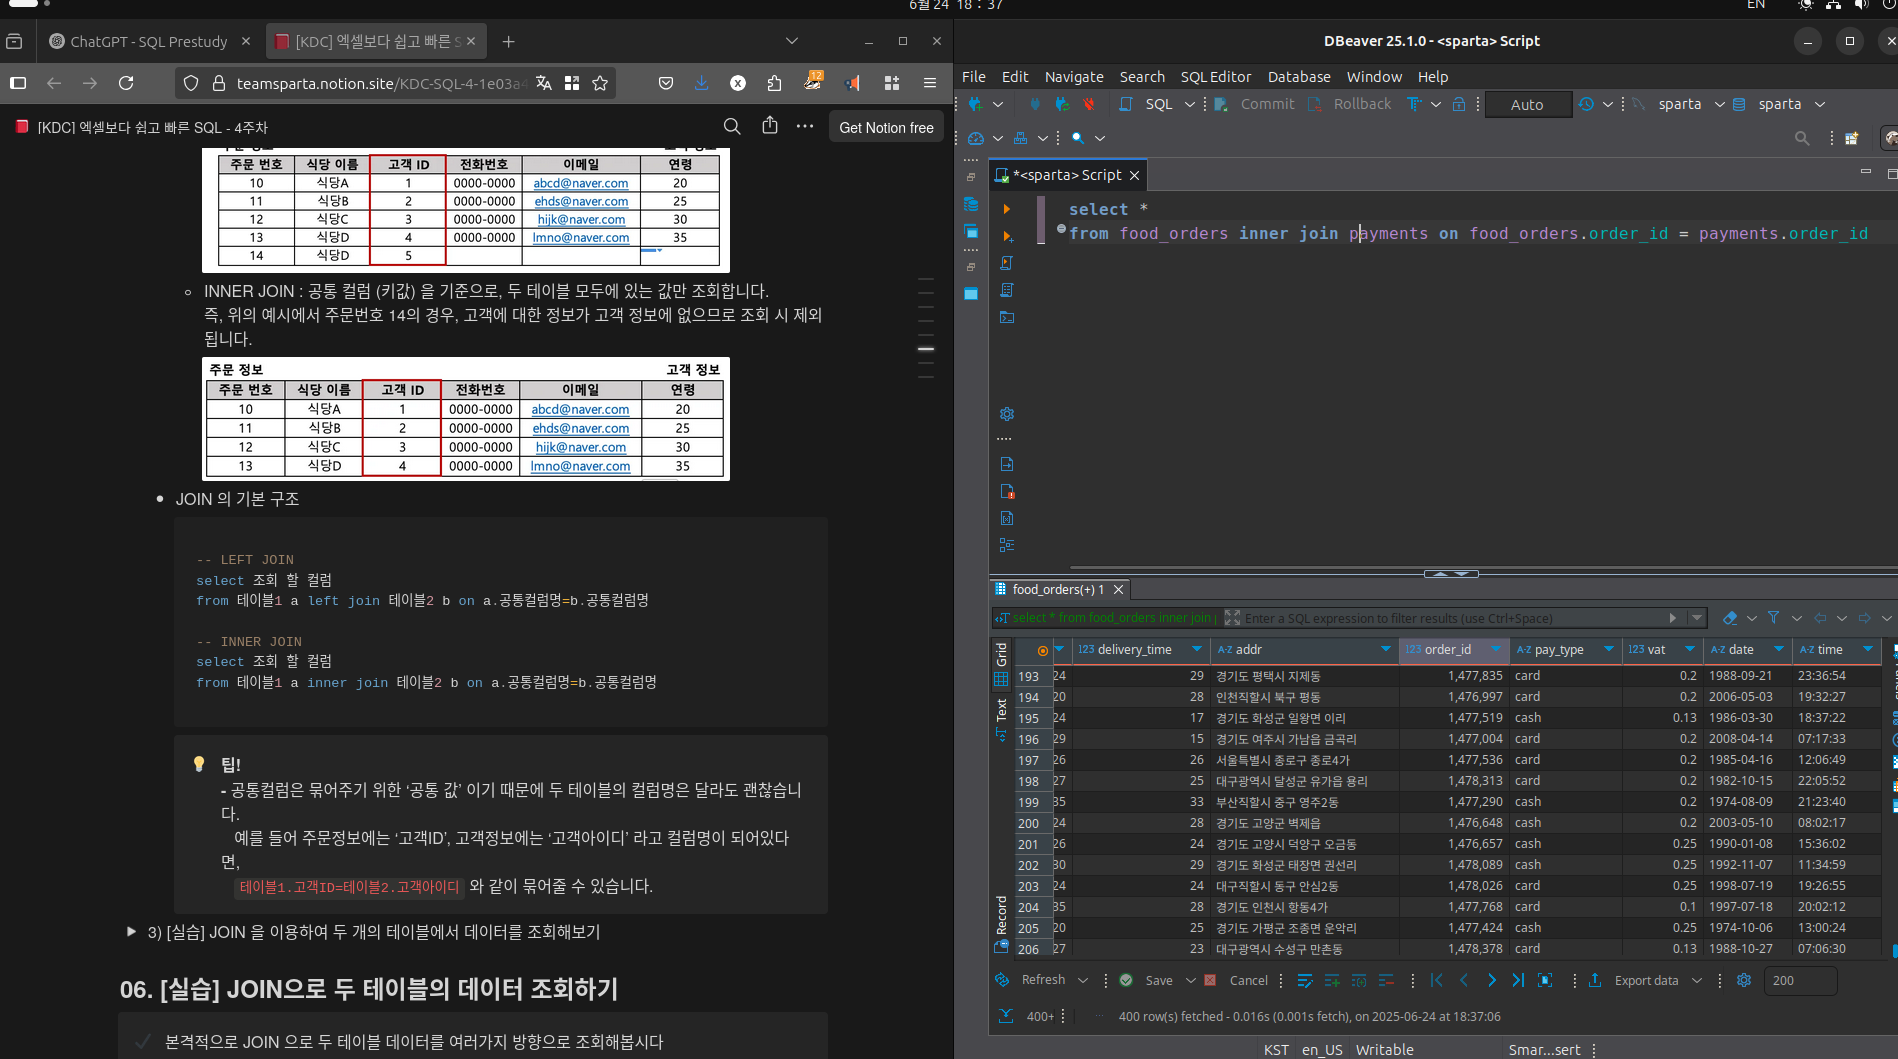 6월 24  18 : 37
EN
ChatGPT - SQL Prestudy
[KDC] 엑셀보다 쉽고 빠른 S
teamsparta.notion.site/KDC-SQL-4-1e03a4
12
[KDC] 엑셀보다 쉽고 빠른 SQL - 4주차
Get Notion free
주문 번호 식당 이름 고객 ID 전화번호 이메일 연령
10 식당A 1 0000-0000 abcd@naver.com 20
11 식당B 2 0000-0000 ehds@naver.com 25
12 식당C 3 0000-0000 hijk@naver.com 30
13 식당D 4 0000-0000 lmno@naver.com 35
14 식당D 5
INNER JOIN : 공통 컬럼 (키값) 을 기준으로, 두 테이블 모두에 있는 값만 조회합니다.
즉, 위의 예시에서 주문번호 14의 경우, 고객에 대한 정보가 고객 정보에 없으므로 조회 시 제외
됩니다.
주문 정보 고객 정보
주문 번호 식당 이름 고객 ID 전화번호 이메일 연령
10 식당A 1 0000-0000 abcd@naver.com 20
11 식당B 2 0000-0000 ehds@naver.com 25
12 식당C 3 0000-0000 hijk@naver.com 30
13 식당D 4 0000-0000 lmno@naver.com 35
JOIN 의 기본 구조
-- LEFT JOIN
select 조회 할 컬럼
from 테이블1 a left join 테이블2 b on a.공통컬럼명=b.공통컬럼명
-- INNER JOIN
select 조회 할 컬럼
from 테이블1 a inner join 테이블2 b on a.공통컬럼명=b.공통컬럼명
팁!
- 공통컬럼은 묶어주기 위한 ‘공통 값’ 이기 때문에 두 테이블의 컬럼명은 달라도 괜찮습니
다.
예를 들어 주문정보에는 ‘고객ID’, 고객정보에는 ‘고객아이디’ 라고 컬럼명이 되어있다
면,
테이블1.고객ID=테이블2.고객아이디 와 같이 묶어줄 수 있습니다.
3) [실습] JOIN 을 이용하여 두 개의 테이블에서 데이터를 조회해보기
06. [실습] JOIN으로 두 테이블의 데이터 조회하기
본격적으로 JOIN 으로 두 테이블 데이터를 여러가지 방향으로 조회해봅시다
DBeaver 25.1.0 - <sparta> Script
File Edit Navigate Search SQL Editor Database Window Help
SQL Commit Rollback Auto sparta sparta
*<sparta> Script
select *
from food_orders inner join payments on food_orders.order_id = payments.order_id
food_orders(+) 1
select * from food_orders inner join Enter a SQL expression to filter results (use Ctrl+Space)
Grid
Text
Record
123 delivery_time A-Z addr 123 order_id A-Z pay_type 123 vat A-Z date A-Z time
193 24 29 경기도 평택시 지제동 1,477,835 card 0.2 1988-09-21 23:36:54
194 20 28 인천직할시 북구 평동 1,476,997 card 0.2 2006-05-03 19:32:27
195 24 17 경기도 화성군 일왕면 이리 1,477,519 cash 0.13 1986-03-30 18:37:22
196 29 15 경기도 여주시 가남읍 금곡리 1,477,004 card 0.2 2008-04-14 07:17:33
197 26 26 서울특별시 종로구 종로4가 1,477,536 card 0.2 1985-04-16 12:06:49
198 27 25 대구광역시 달성군 유가읍 용리 1,478,313 card 0.2 1982-10-15 22:05:52
199 35 33 부산직할시 중구 영주2동 1,477,290 cash 0.2 1974-08-09 21:23:40
200 24 28 경기도 고양군 벽제읍 1,476,648 cash 0.2 2003-05-10 08:02:17
201 26 24 경기도 고양시 덕양구 오금동 1,476,657 cash 0.25 1990-01-08 15:36:02
202 30 29 경기도 화성군 태장면 권선리 1,478,089 cash 0.25 1992-11-07 11:34:59
203 24 24 대구직할시 동구 안심2동 1,478,026 card 0.25 1998-07-19 19:26:55
204 35 28 경기도 인천시 항동4가 1,477,768 card 0.1 1997-07-18 20:02:12
205 20 25 경기도 가평군 조종면 운악리 1,477,424 cash 0.25 1974-10-06 13:00:24
206 27 23 대구광역시 수성구 만촌동 1,478,378 card 0.13 1988-10-27 07:06:30
Refresh Save Cancel Export data 200
400+ 400 row(s) fetched - 0.016s (0.001s fetch), on 2025-06-24 at 18:37:06
KST en_US Writable Smar...sert